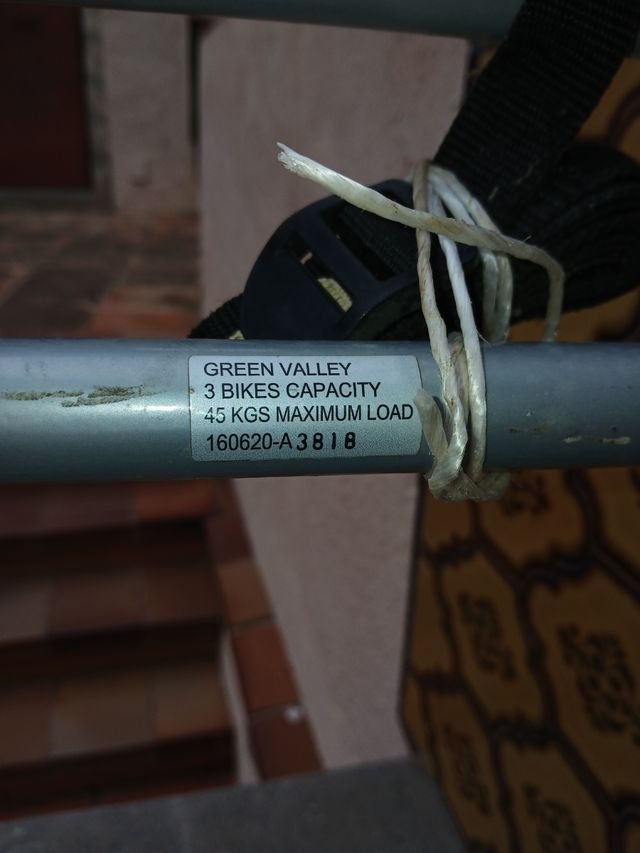 GREEN VALLEY
3 BIKES CAPACITY
45 KGS MAXIMUM LOAD
160620-A3818